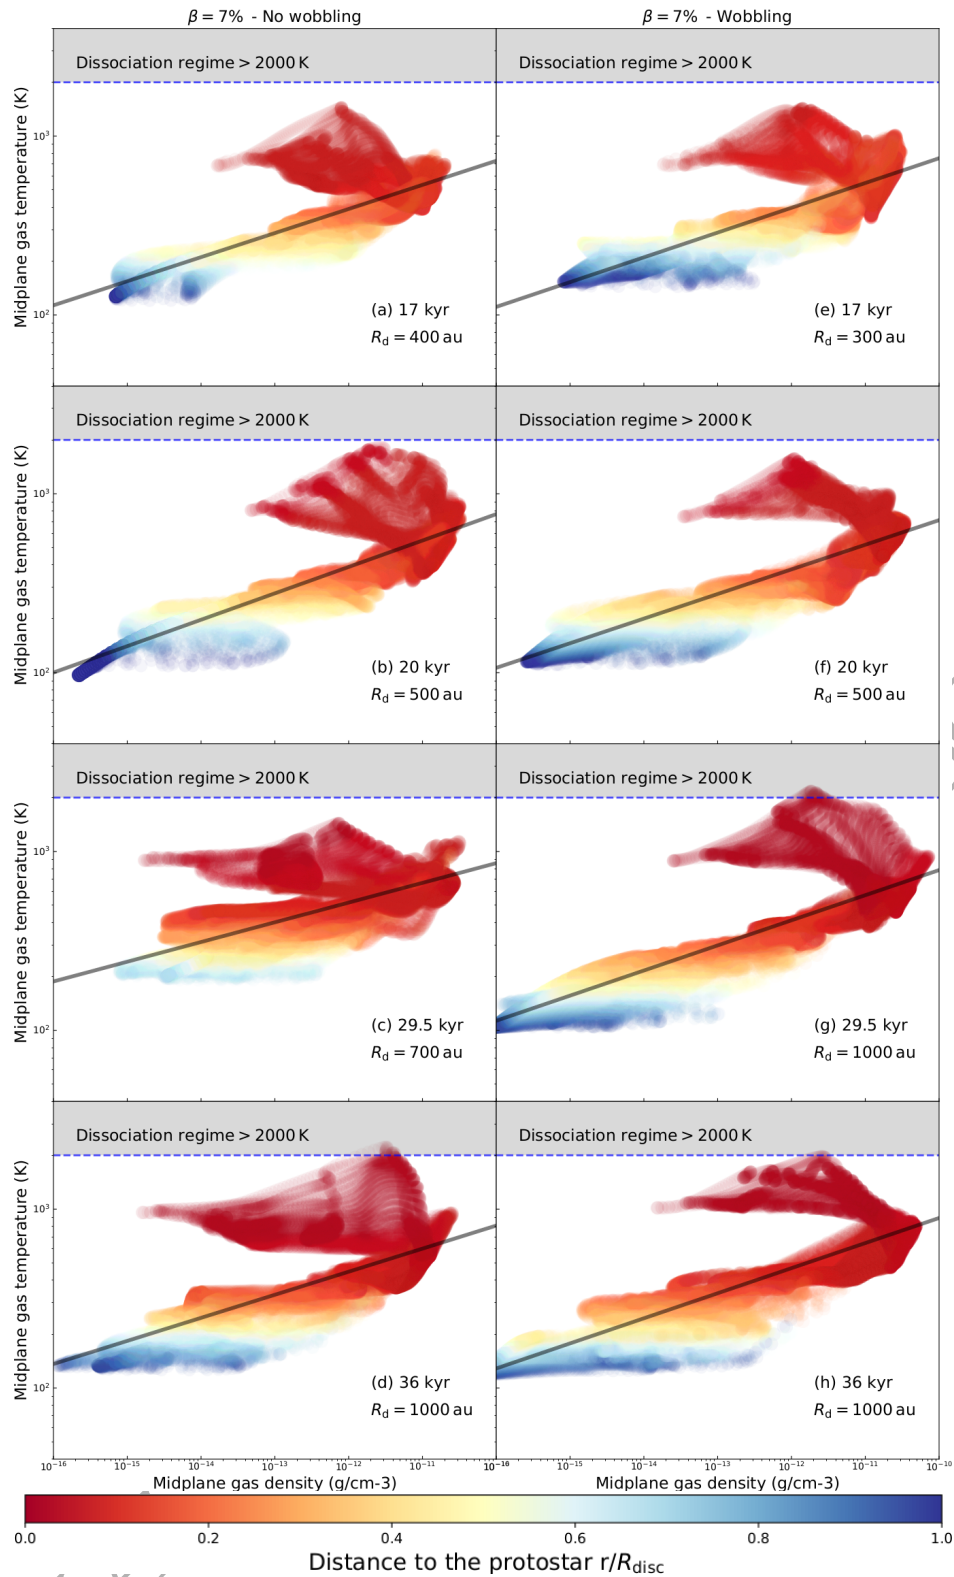 β = 7% - No wobbling
β = 7% - Wobbling
Dissociation regime > 2000 K
Midplane gas temperature (K)
10³
10²
(a) 17 kyr
R_d = 400 au
Dissociation regime > 2000 K
(e) 17 kyr
R_d = 300 au
Dissociation regime > 2000 K
Midplane gas temperature (K)
10³
10²
(b) 20 kyr
R_d = 500 au
Dissociation regime > 2000 K
(f) 20 kyr
R_d = 500 au
Dissociation regime > 2000 K
Midplane gas temperature (K)
10³
10²
(c) 29.5 kyr
R_d = 700 au
Dissociation regime > 2000 K
(g) 29.5 kyr
R_d = 1000 au
Dissociation regime > 2000 K
Midplane gas temperature (K)
10³
10²
(d) 36 kyr
R_d = 1000 au
Dissociation regime > 2000 K
(h) 36 kyr
R_d = 1000 au
10⁻¹⁶ 10⁻¹⁵ 10⁻¹⁴ 10⁻¹³ 10⁻¹² 10⁻¹¹
10⁻¹⁵ 10⁻¹⁴ 10⁻¹³ 10⁻¹² 10⁻¹¹ 10⁻¹⁰
Midplane gas density (g/cm-3)
Midplane gas density (g/cm-3)
0.0 0.2 0.4 0.6 0.8 1.0
Distance to the protostar r/R_disc